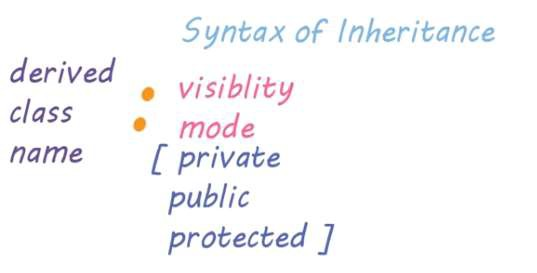 Syntax of Inheritance
derived
class
name
:
visiblity
mode
[ private
public
protected ]